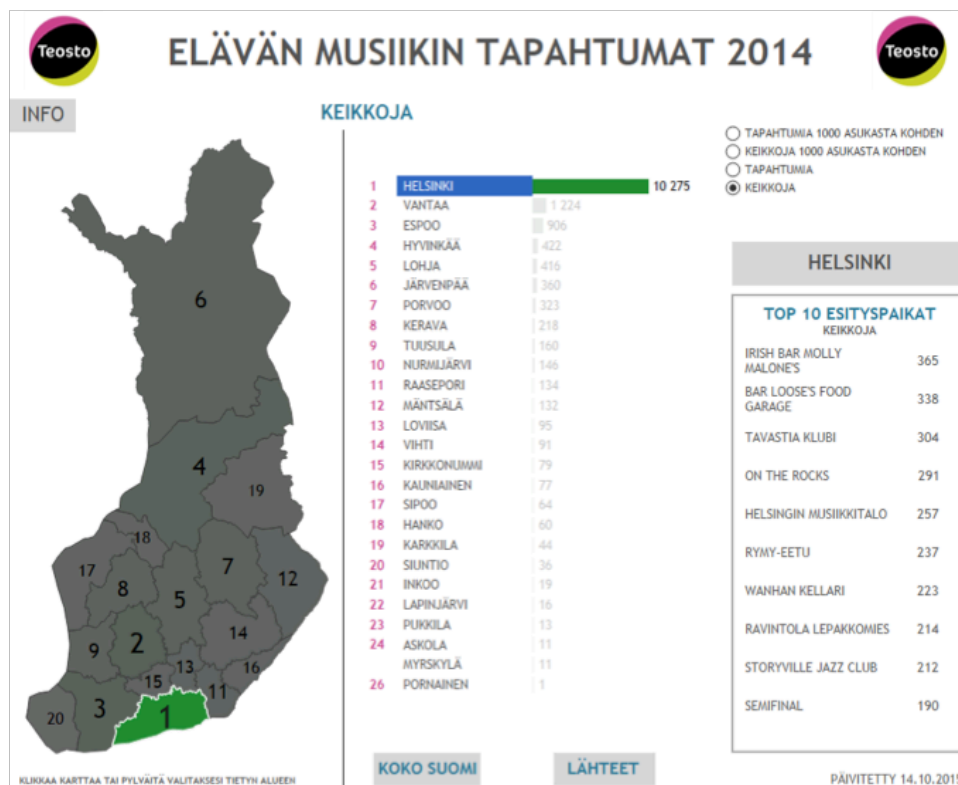 Teosto
ELÄVÄN MUSIIKIN TAPAHTUMAT 2014
Teosto
INFO
KEIKKOJA
TAPAHTUMIA 1000 ASUKASTA KOHDEN
KEIKKOJA 1000 ASUKASTA KOHDEN
TAPAHTUMIA
KEIKKOJA
6
4
19
18
17
8
7
12
5
2
14
9
13
16
15
11
3
1
20
KLIKKAA KARTTAA TAI PYLVÄITÄ VALITAKSESI TIETYN ALUEEN
1 HELSINKI 10 275
2 VANTAA 1 224
3 ESPOO 906
4 HYVINKÄÄ 422
5 LOHJA 416
6 JÄRVENPÄÄ 360
7 PORVOO 323
8 KERAVA 218
9 TUUSULA 160
10 NURMIJÄRVI 146
11 RAASEPORI 134
12 MÄNTSÄLÄ 132
13 LOVIISA 95
14 VIHTI 91
15 KIRKKONUMMI 79
16 KAUNIAINEN 77
17 SIPOO 64
18 HANKO 60
19 KARKKILA 44
20 SIUNTIO 36
21 INKOO 19
22 LAPINJÄRVI 16
23 PUKKILA 13
24 ASKOLA 11
MYRSKYLÄ 11
26 PORNAINEN 1
KOKO SUOMI
LÄHTEET
HELSINKI
TOP 10 ESITYSPAIKAT
KEIKKOJA
IRISH BAR MOLLY
MALONE'S 365
BAR LOOSE'S FOOD
GARAGE 338
TAVASTIA KLUBI 304
ON THE ROCKS 291
HELSINGIN MUSIIKKITALO 257
RYMY-EETU 237
WANHAN KELLARI 223
RAVINTOLA LEPAKKOMIES 214
STORYVILLE JAZZ CLUB 212
SEMIFINAL 190
PÄIVITETTY 14.10.2015